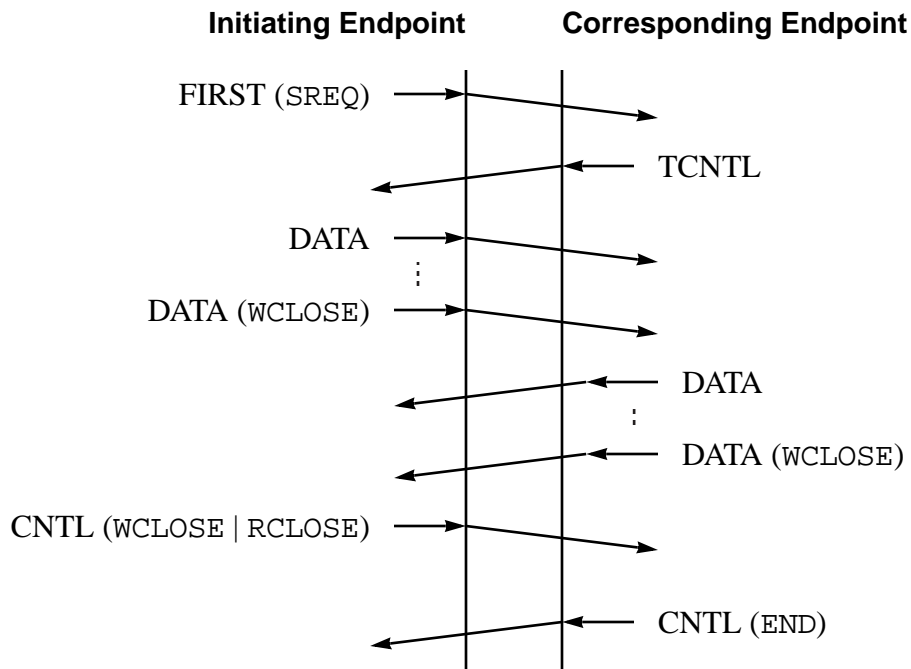 Initiating Endpoint Corresponding Endpoint
FIRST (SREQ)
TCNTL
DATA
DATA (WCLOSE)
DATA
DATA (WCLOSE)
CNTL (WCLOSE | RCLOSE)
CNTL (END)